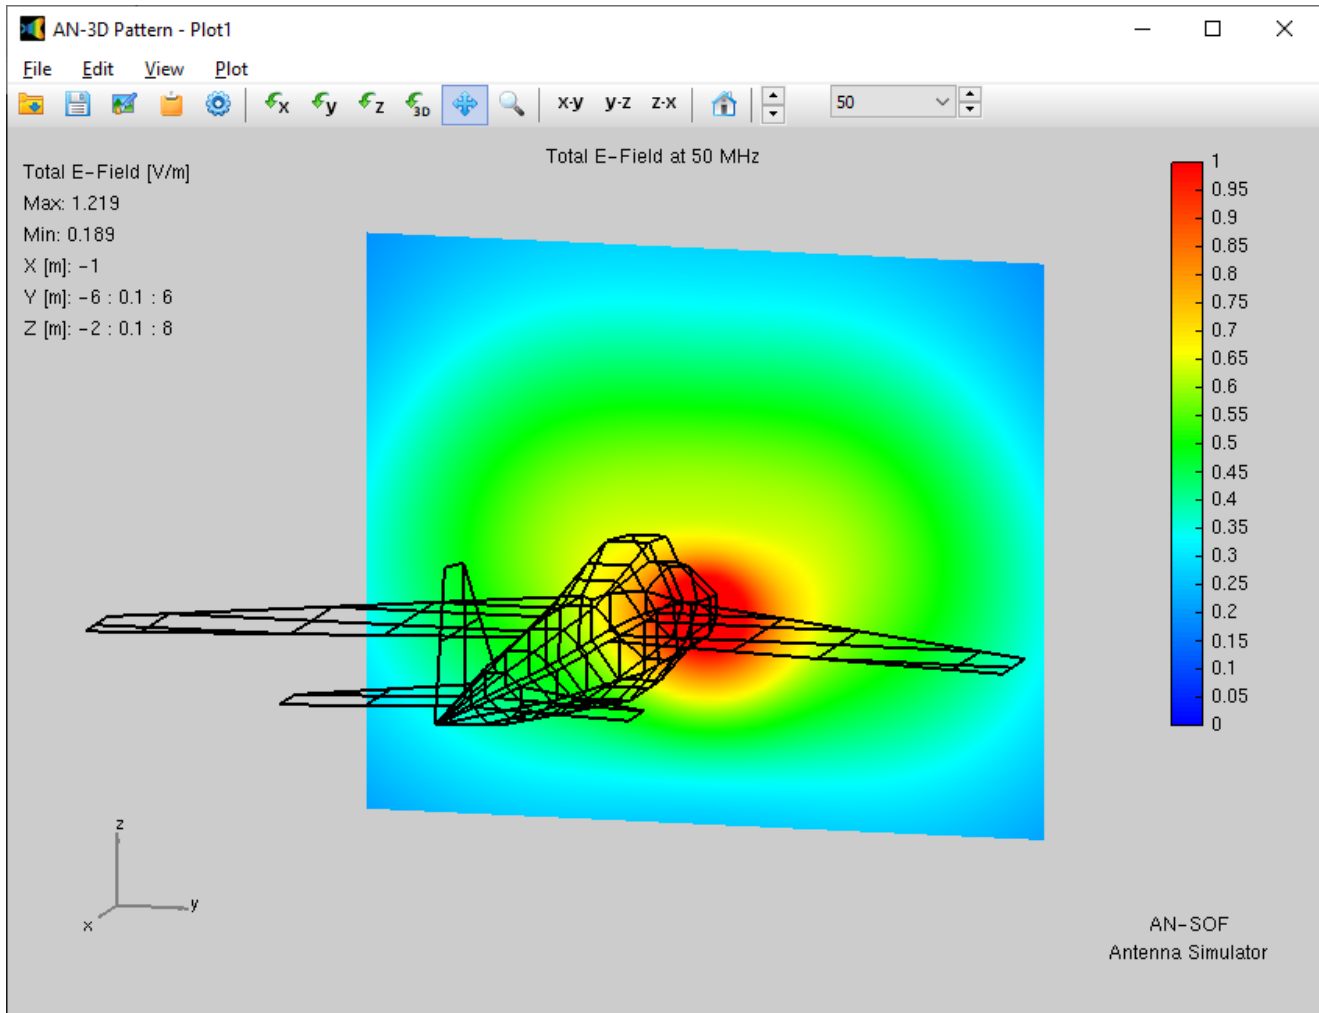 AN-3D Pattern - Plot1
File Edit View Plot
x y z 3D x-y y-z z-x 50
Total E-Field at 50 MHz
Total E-Field [V/m]
Max: 1.219
Min: 0.189
X [m]: -1
Y [m]: -6 : 0.1 : 6
Z [m]: -2 : 0.1 : 8
1
0.95
0.9
0.85
0.8
0.75
0.7
0.65
0.6
0.55
0.5
0.45
0.4
0.35
0.3
0.25
0.2
0.15
0.1
0.05
0
z
y
x
AN-SOF
Antenna Simulator